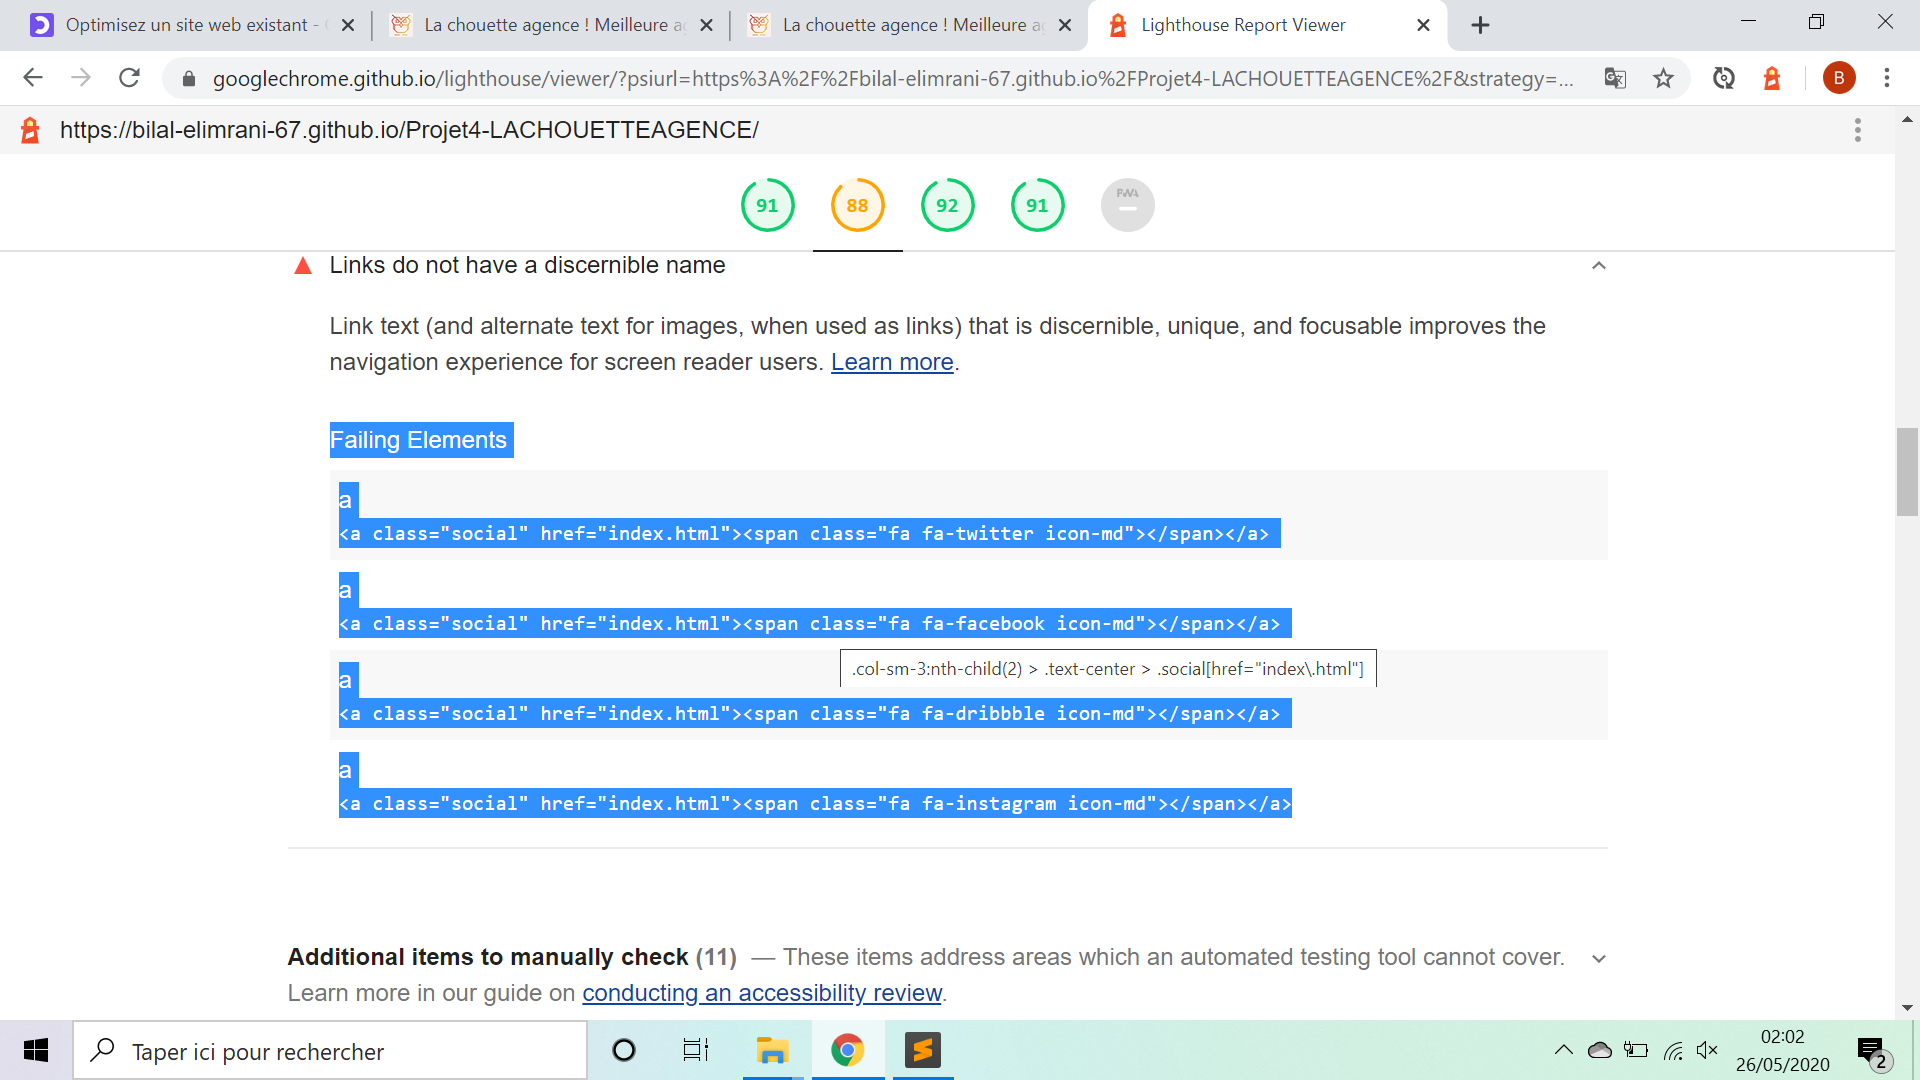 Optimisez un site web existant -
La chouette agence ! Meilleure
La chouette agence ! Meilleure
Lighthouse Report Viewer
googlechrome.github.io/lighthouse/viewer/?psiurl=https%3A%2F%2Fbilal-elimrani-67.github.io%2FProjet4-LACHOUETTEAGENCE%2F&strategy=...
B
https://bilal-elimrani-67.github.io/Projet4-LACHOUETTEAGENCE/
91
88
92
91
PWA
Links do not have a discernible name
Link text (and alternate text for images, when used as links) that is discernible, unique, and focusable improves the
navigation experience for screen reader users. Learn more.
Failing Elements
a
<a class="social" href="index.html"><span class="fa fa-twitter icon-md"></span></a>
a
<a class="social" href="index.html"><span class="fa fa-facebook icon-md"></span></a>
.col-sm-3:nth-child(2) > .text-center > .social[href="index\.html"]
a
<a class="social" href="index.html"><span class="fa fa-dribbble icon-md"></span></a>
a
<a class="social" href="index.html"><span class="fa fa-instagram icon-md"></span></a>
Additional items to manually check (11) — These items address areas which an automated testing tool cannot cover.
Learn more in our guide on conducting an accessibility review.
Taper ici pour rechercher
02:02
26/05/2020
2